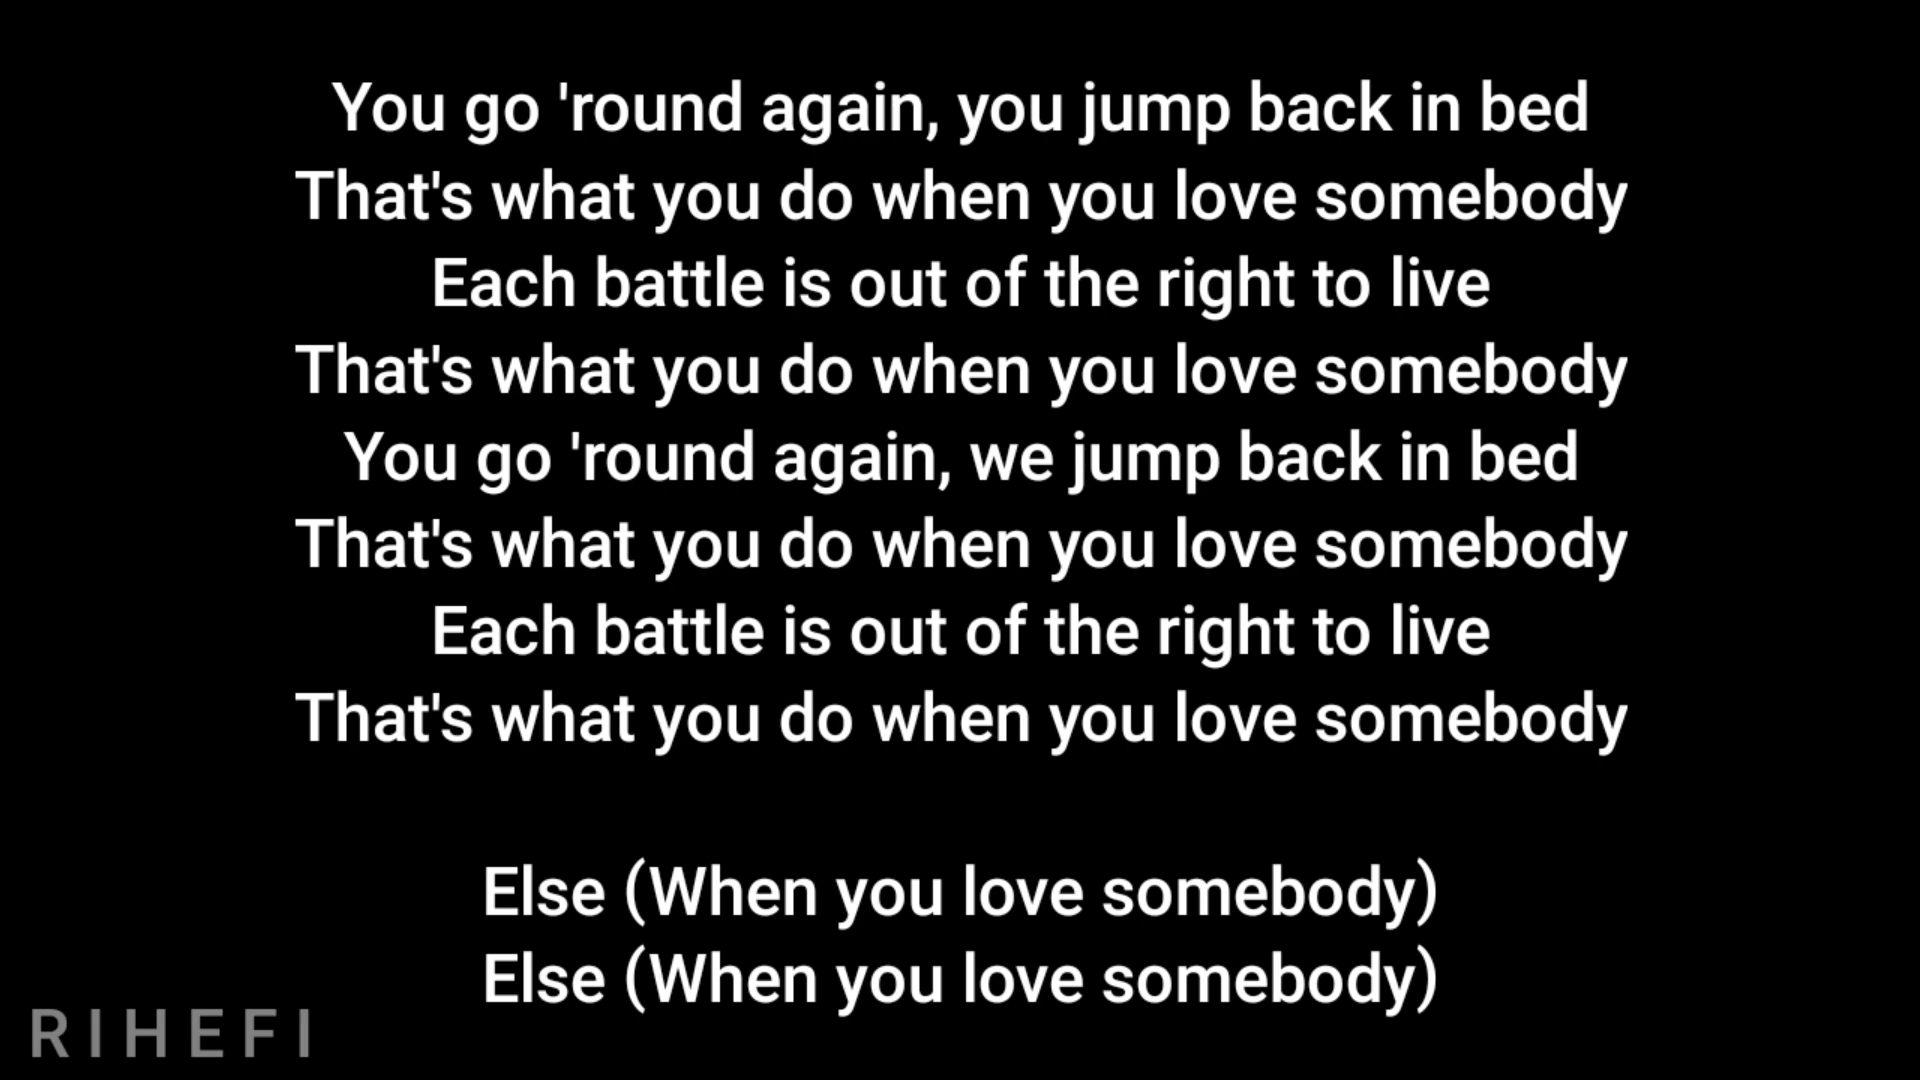 You go 'round again, you jump back in bed
That's what you do when you love somebody
Each battle is out of the right to live
That's what you do when you love somebody
You go 'round again, we jump back in bed
That's what you do when you love somebody
Each battle is out of the right to live
That's what you do when you love somebody
Else (When you love somebody)
Else (When you love somebody)
RIHEFI